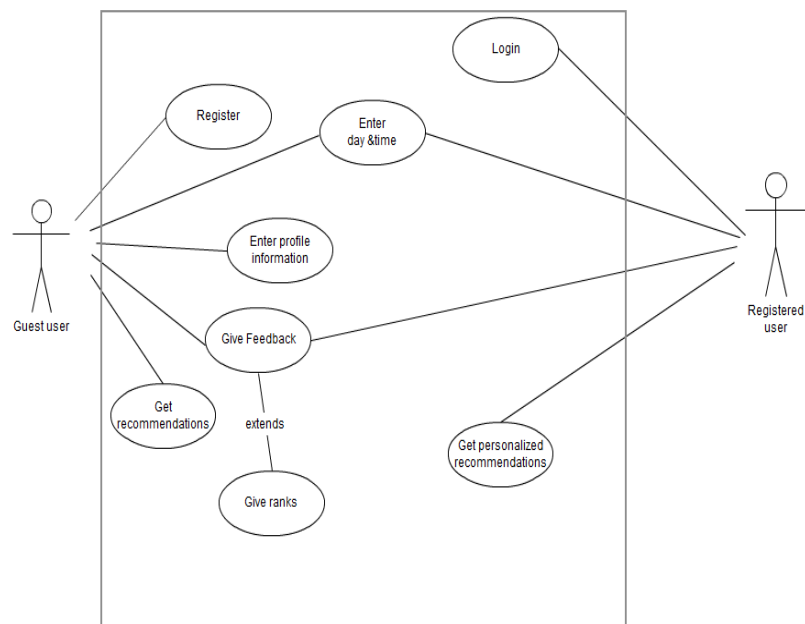 Login
Register
Enter
day &time
Enter profile
information
Guest user
Registered
user
Give Feedback
Get
recommendations
extends
Get personalized
recommendations
Give ranks